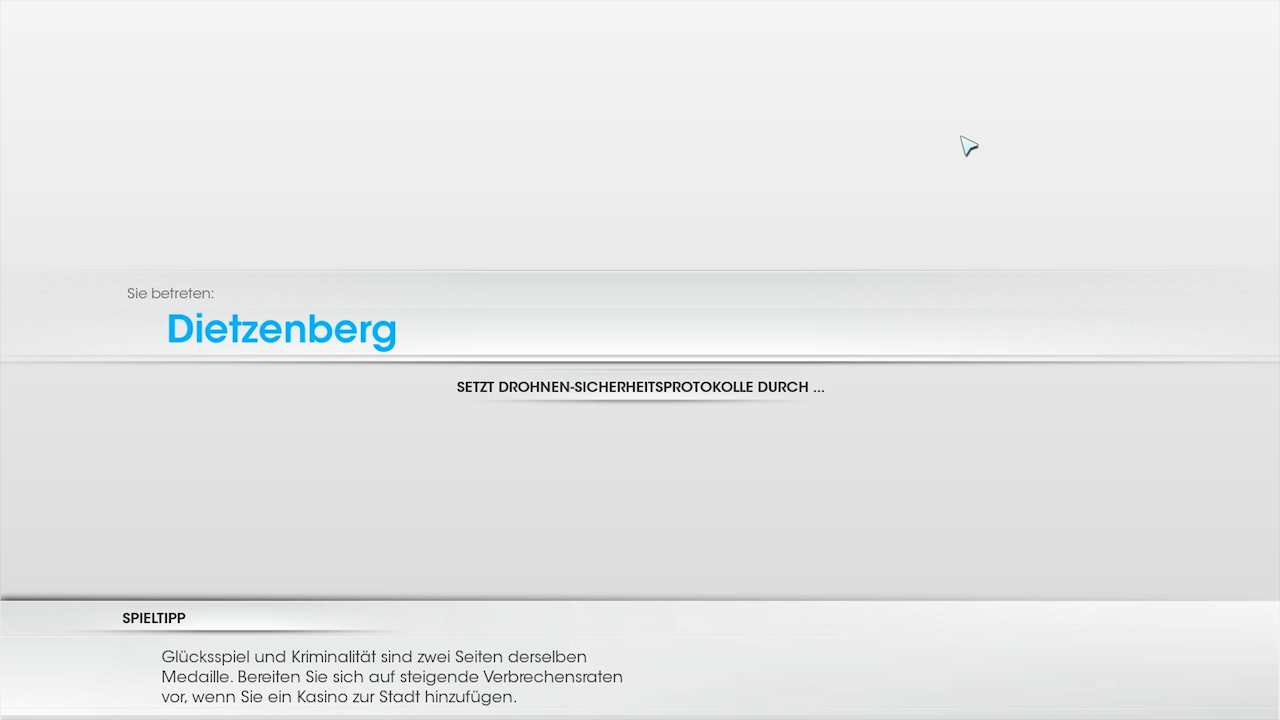 Sie betreten:
Dietzenberg
SETZT DROHNEN-SICHERHEITSPROTOKOLLE DURCH ...
SPIELTIPP
Glücksspiel und Kriminalität sind zwei Seiten derselben
Medaille. Bereiten Sie sich auf steigende Verbrechensraten
vor, wenn Sie ein Kasino zur Stadt hinzufügen.